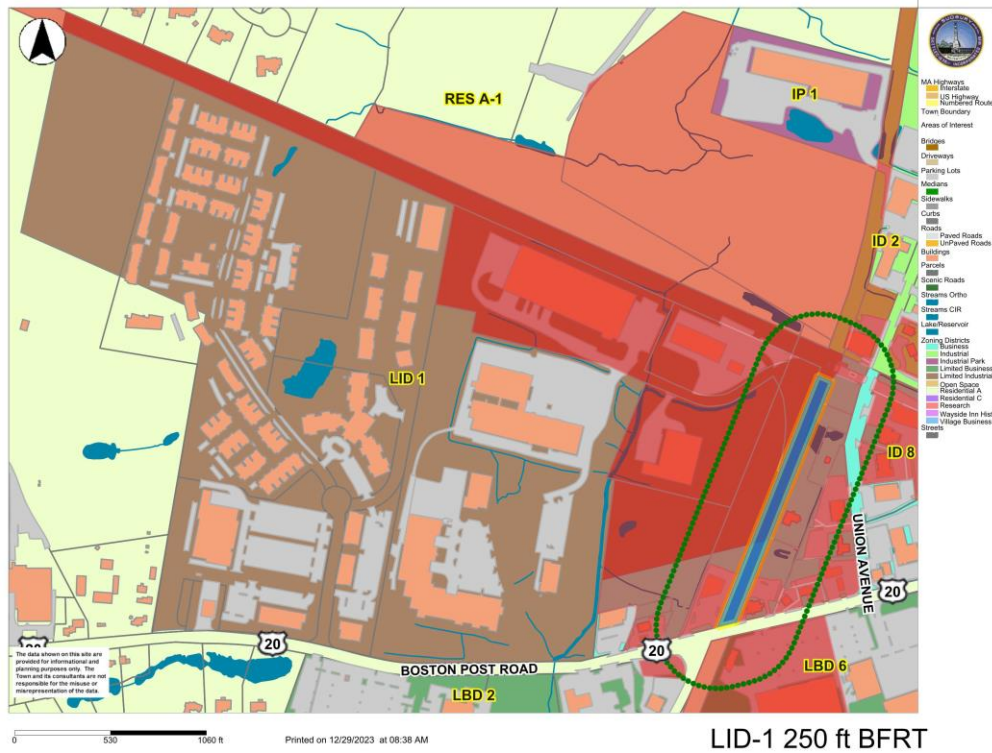 RES A-1
IP 1
ID 2
LID 1
ID 8
UNION AVENUE
20
20
20
BOSTON POST ROAD
LBD 2
LBD 6
The data shown on this site are
provided for informational and
planning purposes only. The
Town and its consultants are not
responsible for the misuse or
misrepresentation of the data.
0 530 1060 ft
Printed on 12/29/2023 at 08:38 AM
LID-1 250 ft BFRT
MA Highways
Interstate
US Highway
Numbered Route
Town Boundary
Areas of Interest
Bridges
Driveways
Parking Lots
Medians
Sidewalks
Curbs
Roads
Paved Roads
UnPaved Roads
Buildings
Parcels
Scenic Roads
Streams Ortho
Streams CIR
Lake/Reservoir
Zoning Districts
Business
Industrial
Industrial Park
Limited Business
Limited Industrial
Open Space
Residential A
Residential C
Research
Wayside Inn Hist
Village Business
Streets